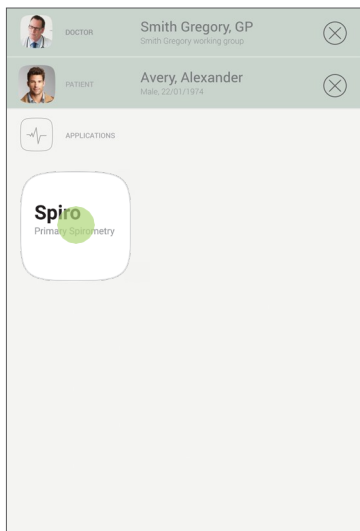 DOCTOR
Smith Gregory, GP
Smith Gregory working group
PATIENT
Avery, Alexander
Male, 22/01/1974
APPLICATIONS
Spiro
Primary Spirometry